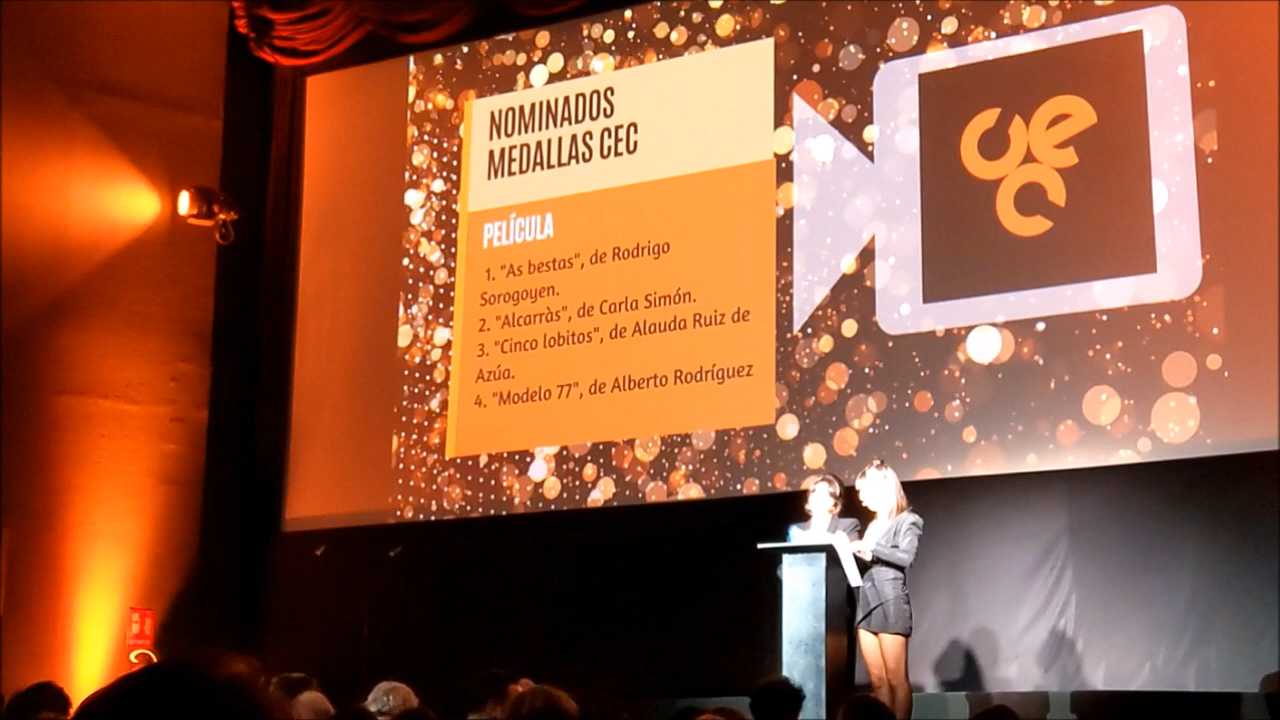 NOMINADOS
MEDALLAS CEC
PELÍCULA
1. "As bestas", de Rodrigo
Sorogoyen.
2. "Alcarràs", de Carla Simón.
3. "Cinco lobitos", de Alauda Ruiz de
Azúa.
4. "Modelo 77", de Alberto Rodríguez
cec